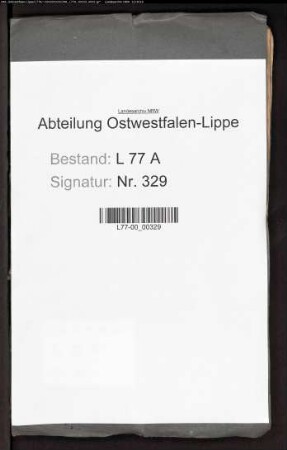 Landesarchiv NRW
Abteilung Ostwestfalen-Lippe
Bestand: L 77 A
Signatur: Nr. 329
L77-00_00329